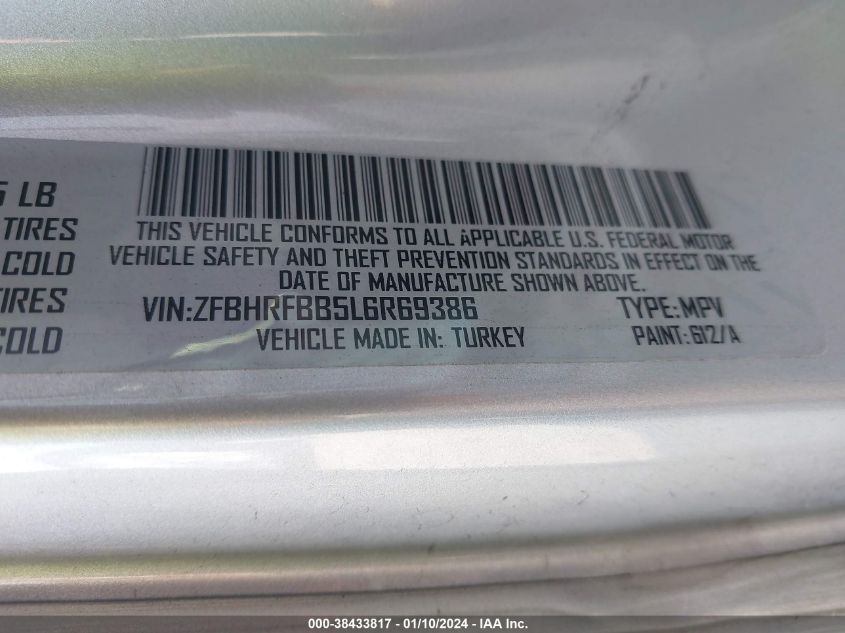 5 LB
TIRES
COLD
TIRES
COLD
THIS VEHICLE CONFORMS TO ALL APPLICABLE U.S. FEDERAL MOTOR
VEHICLE SAFETY AND THEFT PREVENTION STANDARDS IN EFFECT ON THE
DATE OF MANUFACTURE SHOWN ABOVE.
VIN:ZFBHRFBB5L6R69386 TYPE:MPV
VEHICLE MADE IN: TURKEY PAINT:612/A
000-38433817 - 01/10/2024 - IAA Inc.